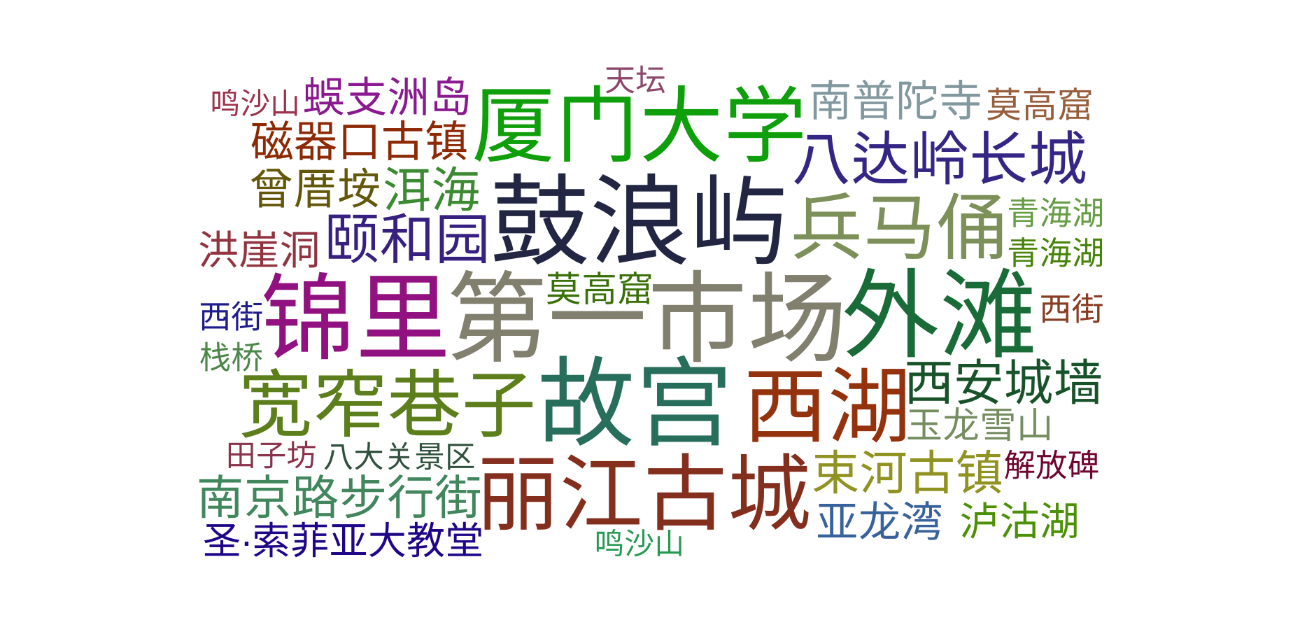 天坛
鸣沙山
蜈支洲岛
厦门大学
南普陀寺
莫高窟
磁器口古镇
八达岭长城
曾厝垵
洱海
鼓浪屿
兵马俑
青海湖
洪崖洞
颐和园
青海湖
锦里
第一市场
莫高窟
外滩
西街
西街
栈桥
宽窄巷子
故宫
西湖
西安城墙
玉龙雪山
田子坊
八大关景区
丽江古城
束河古镇
解放碑
南京路步行街
亚龙湾
泸沽湖
圣·索菲亚大教堂
鸣沙山